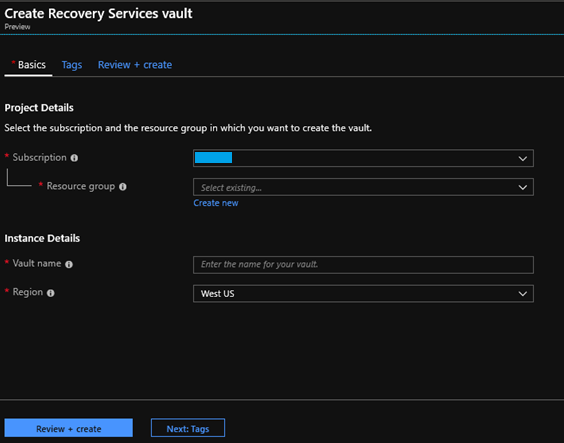 Create Recovery Services vault
Preview
* Basics Tags Review + create
Project Details
Select the subscription and the resource group in which you want to create the vault.
* Subscription
* Resource group Select existing...
Create new
Instance Details
* Vault name Enter the name for your vault.
* Region West US
Review + create Next: Tags